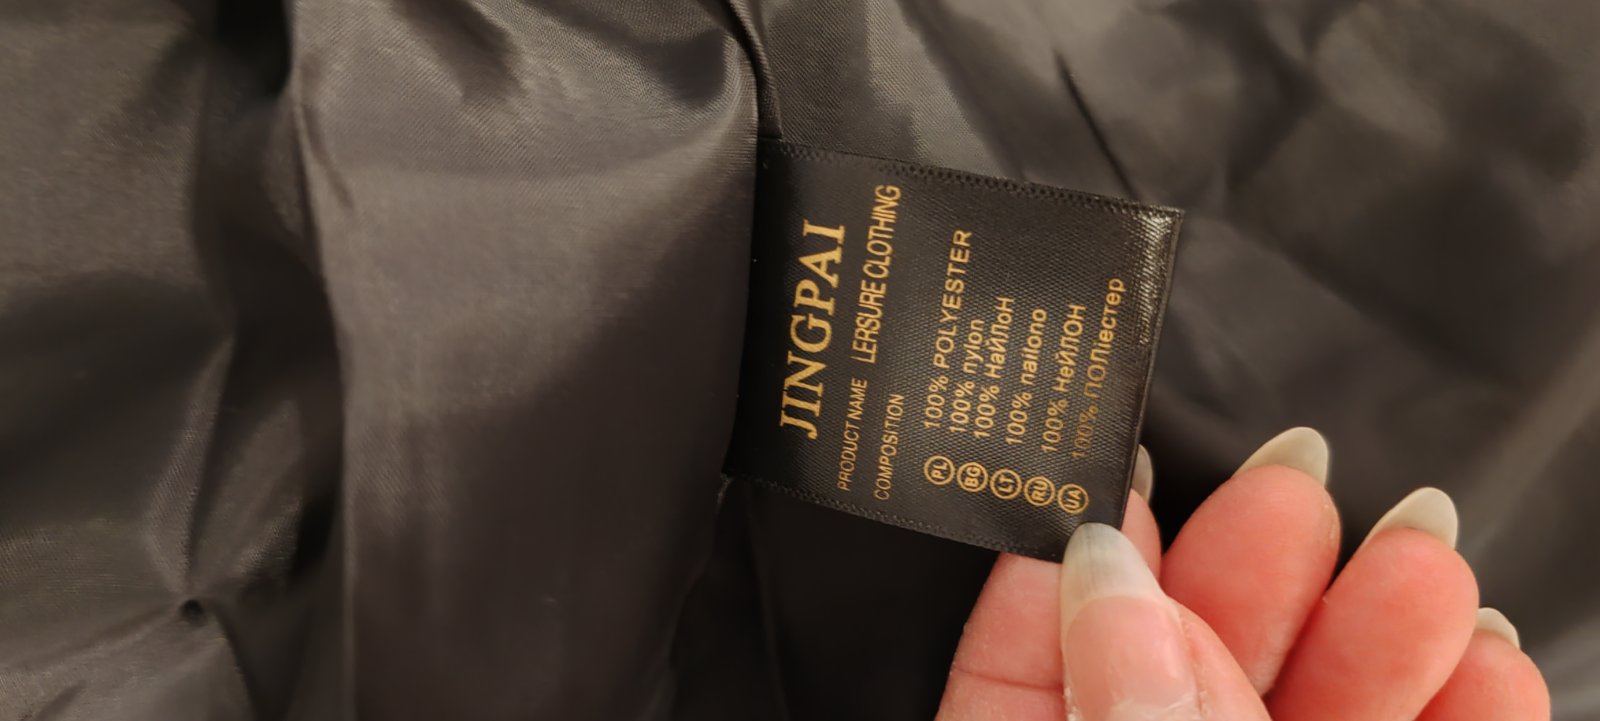 JINGPAI
PRODUCT NAME LERSURE CLOTHING
COMPOSITION
100% POLYESTER
PL 100% nylon
BG 100% найлон
LT 100% nailono
RU 100% нейлон
UA 100% поліестер